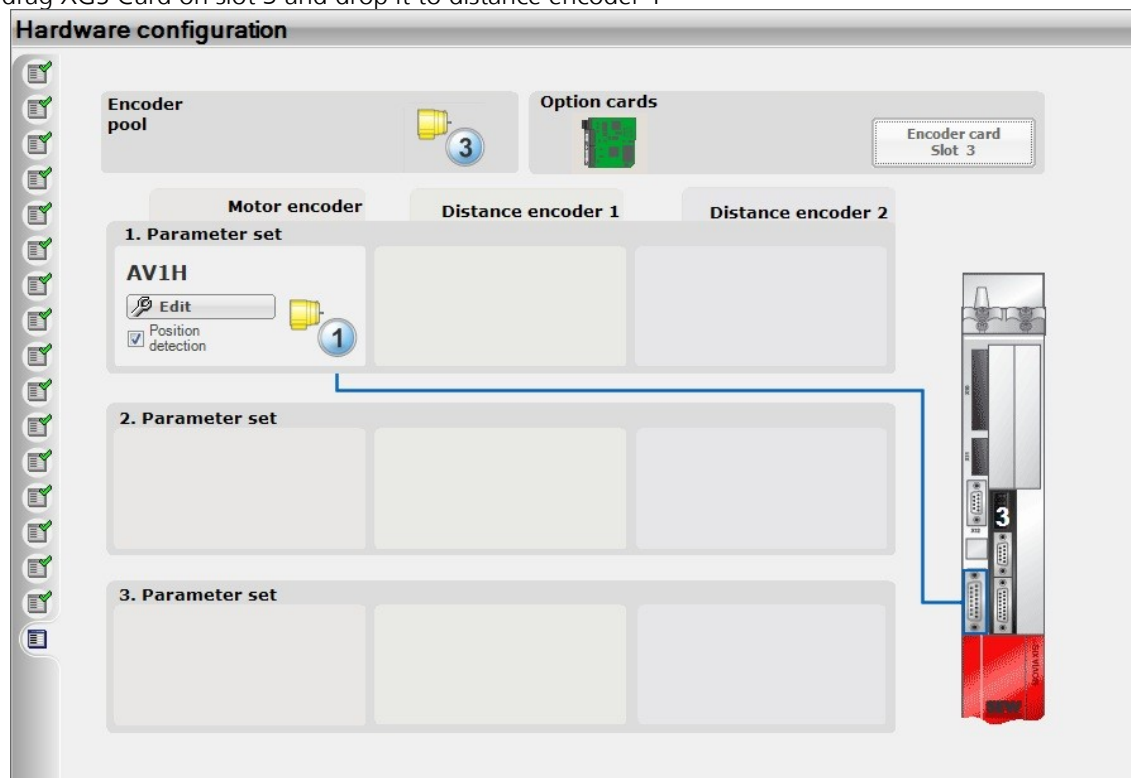 drag XGS Card on slot 3 and drop it to distance encoder 1
Hardware configuration
Encoder
pool
3
Option cards
Encoder card
Slot 3
Motor encoder
Distance encoder 1
Distance encoder 2
1. Parameter set
AV1H
Edit
Position
detection
1
2. Parameter set
3
3. Parameter set
MOVIAXIS
SEW